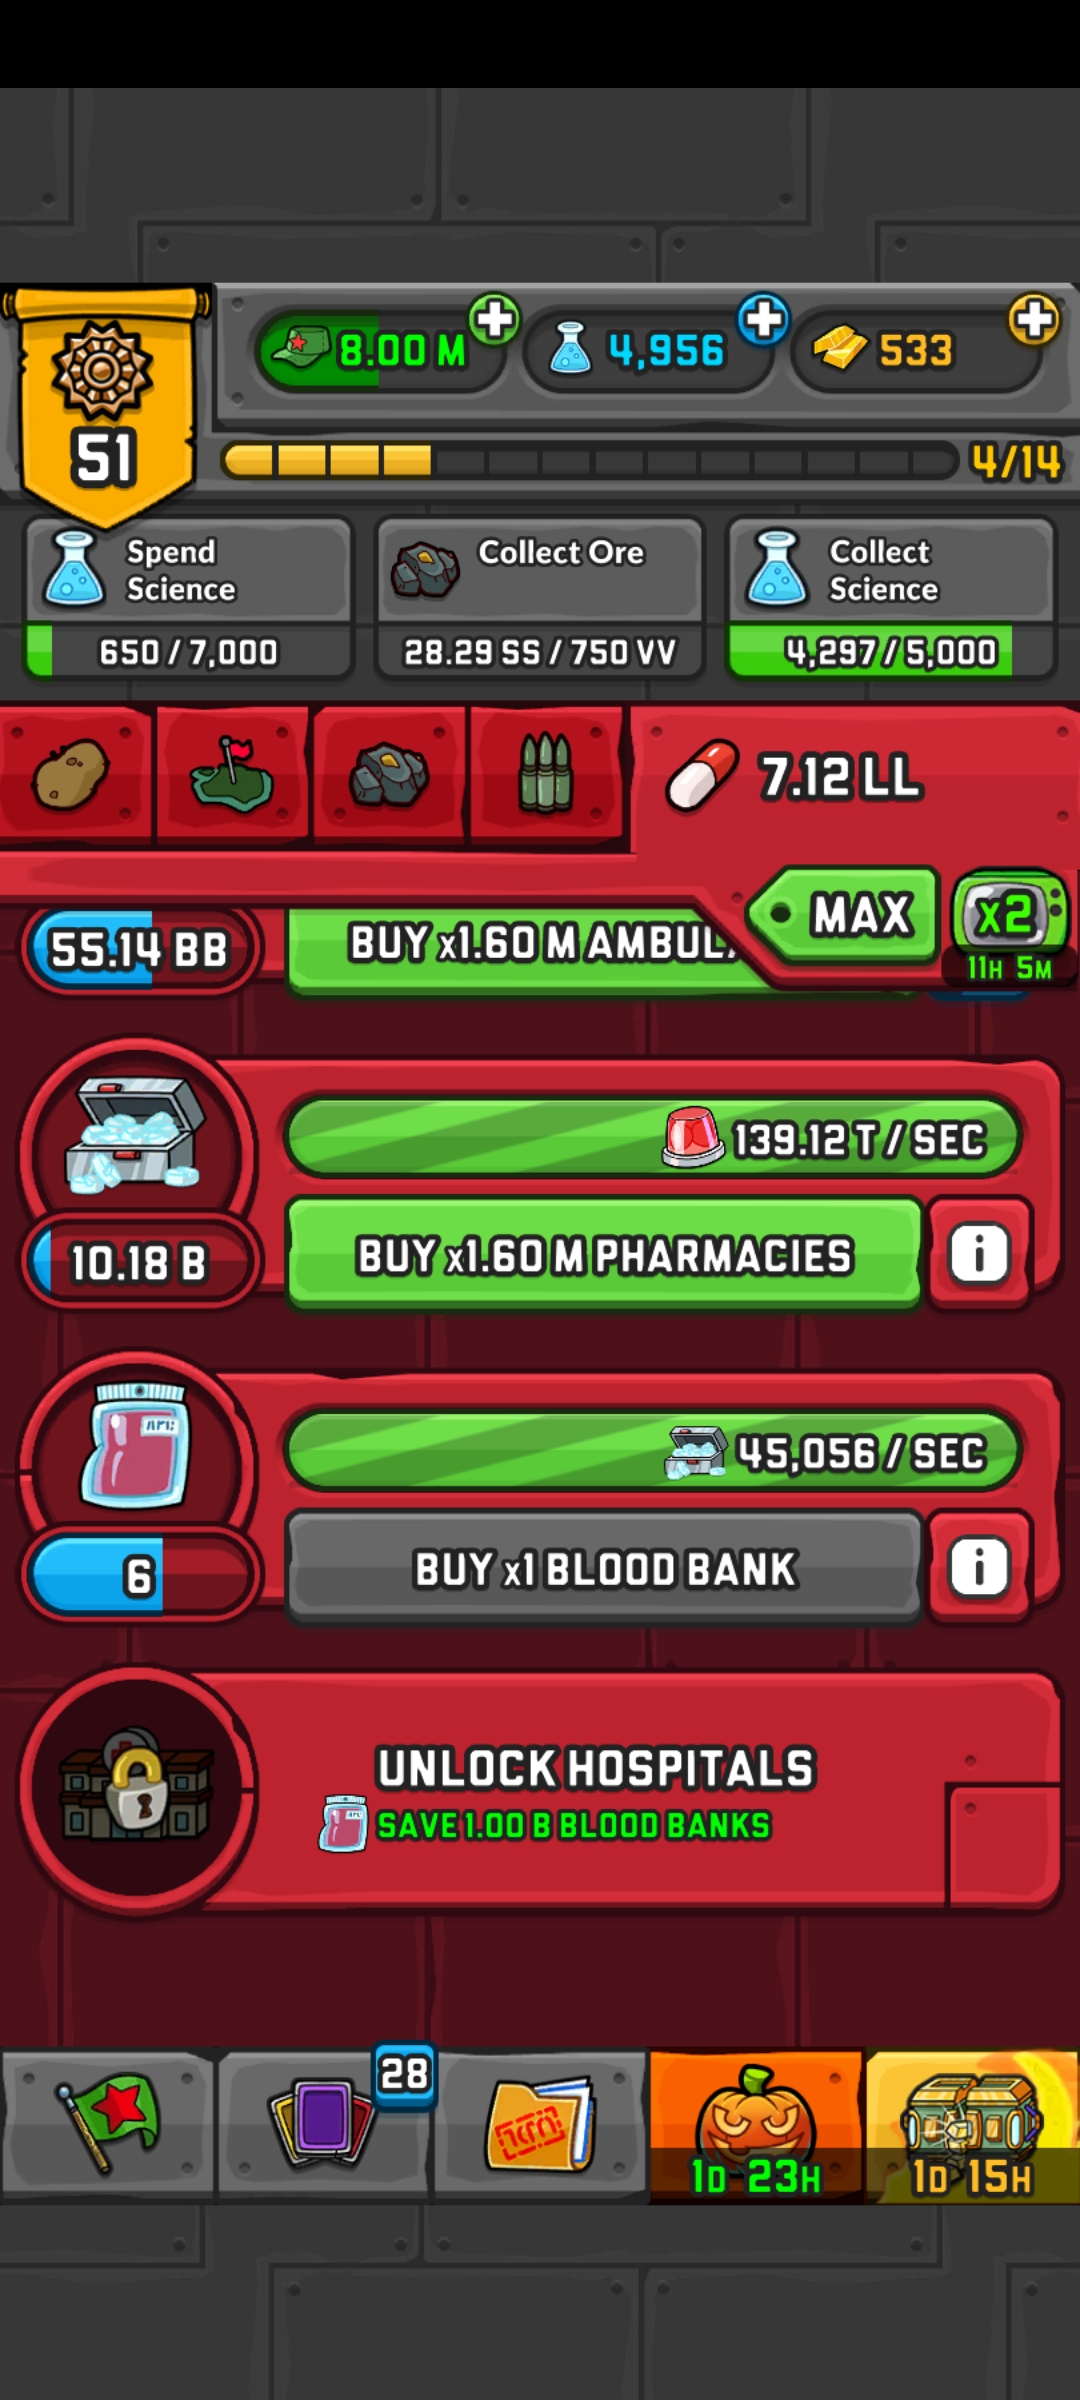 8.00 M
4,956
533
51
4/14
Spend
Science
650 / 7,000
Collect Ore
28.29 SS / 750 VV
Collect
Science
4,297 / 5,000
7.12 LL
MAX
x2
11H 5M
55.14 BB
BUY x1.60 M AMBUL
139.12 T / SEC
10.18 B
BUY x1.60 M PHARMACIES
i
45,056 / SEC
6
BUY x1 BLOOD BANK
i
UNLOCK HOSPITALS
SAVE 1.00 B BLOOD BANKS
28
1D 23H
1D 15H